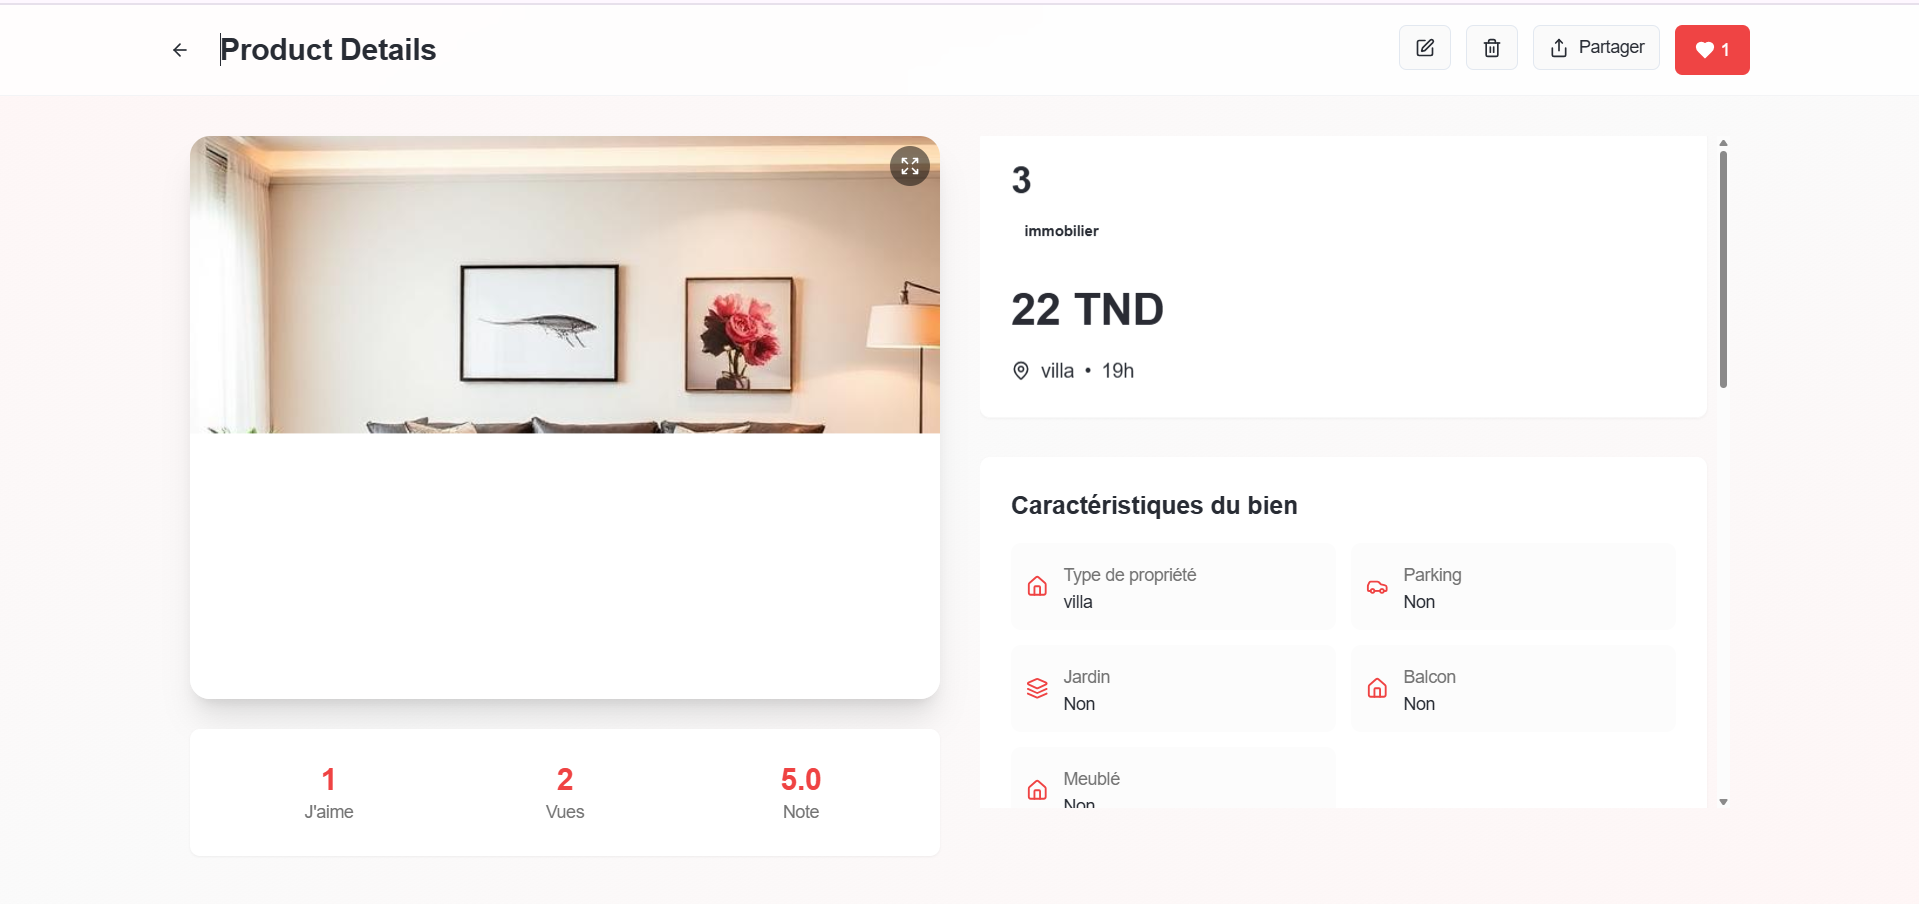 Product Details
Partager
1
3
immobilier
22 TND
villa • 19h
Caractéristiques du bien
Type de propriété
villa
Parking
Non
Jardin
Non
Balcon
Non
Meublé
Non
1
J'aime
2
Vues
5.0
Note